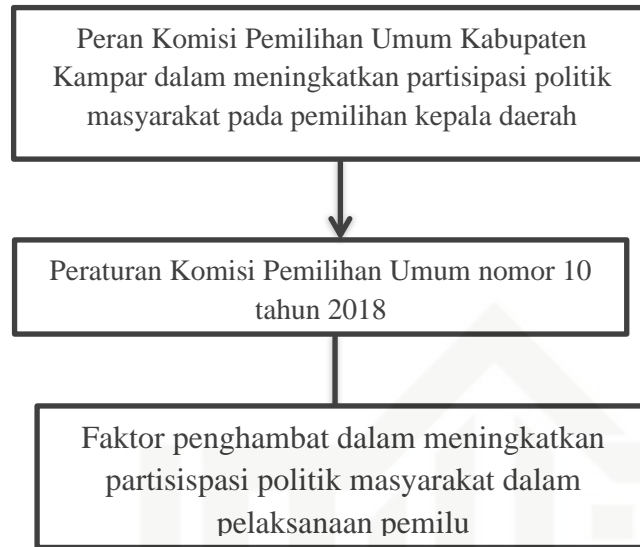 Peran Komisi Pemilihan Umum Kabupaten
Kampar dalam meningkatkan partisipasi politik
masyarakat pada pemilihan kepala daerah
Peraturan Komisi Pemilihan Umum nomor 10
tahun 2018
Faktor penghambat dalam meningkatkan
partisispasi politik masyarakat dalam
pelaksanaan pemilu